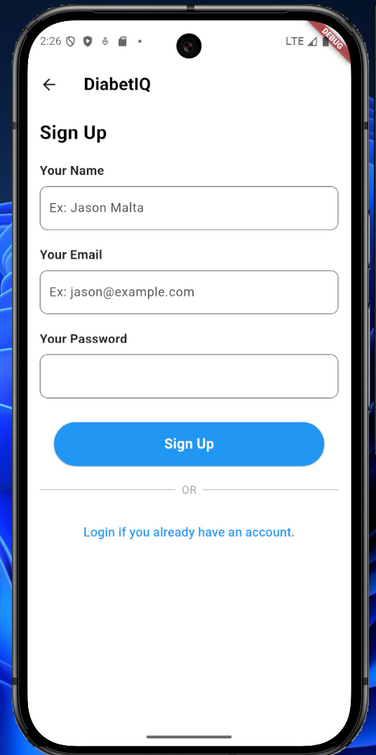 2:26
LTE
DEBUG
DiabetIQ
Sign Up
Your Name
Ex: Jason Malta
Your Email
Ex: jason@example.com
Your Password
Sign Up
OR
Login if you already have an account.